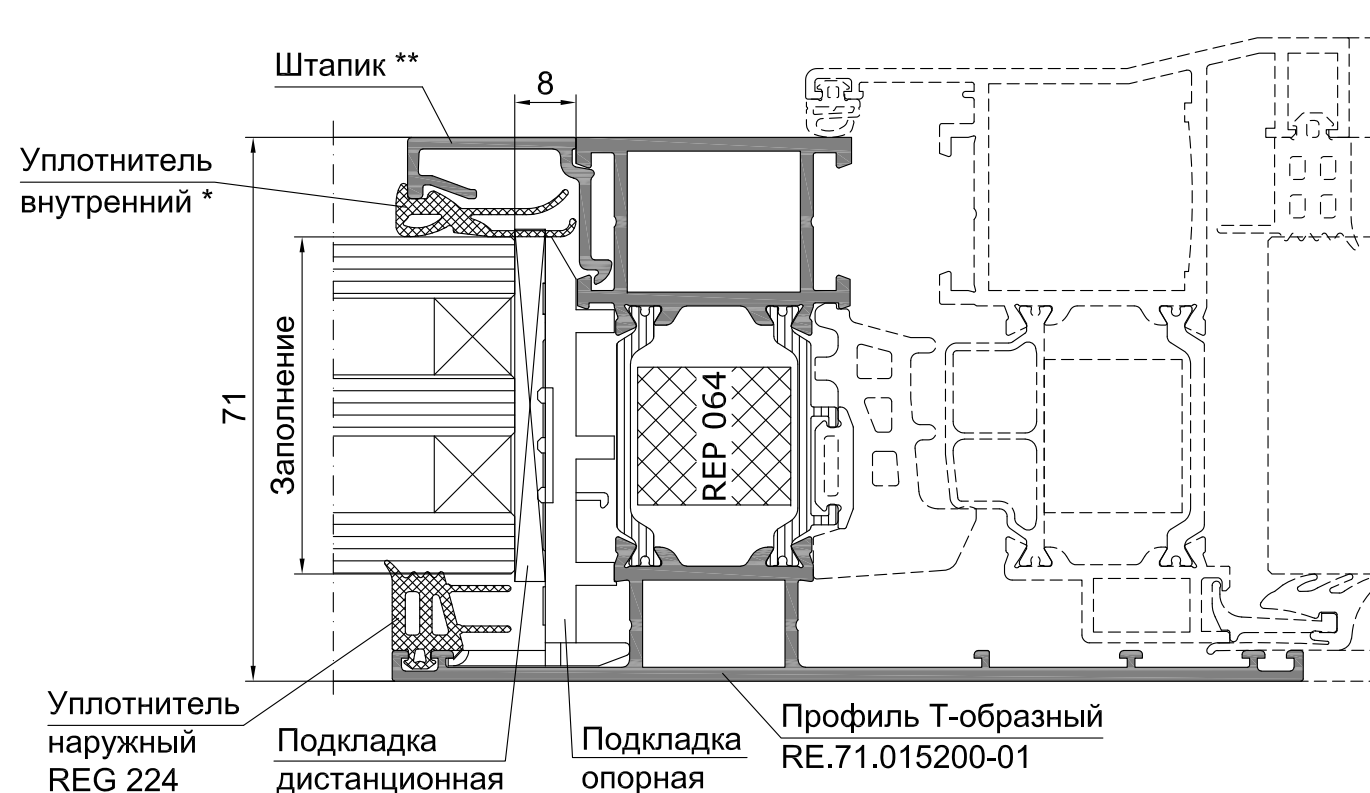 Штапик **
8
Уплотнитель
внутренний *
71
Заполнение
REP 064
Уплотнитель
наружный
REG 224
Подкладка
дистанционная
Подкладка
опорная
Профиль Т-образный
RE.71.015200-01